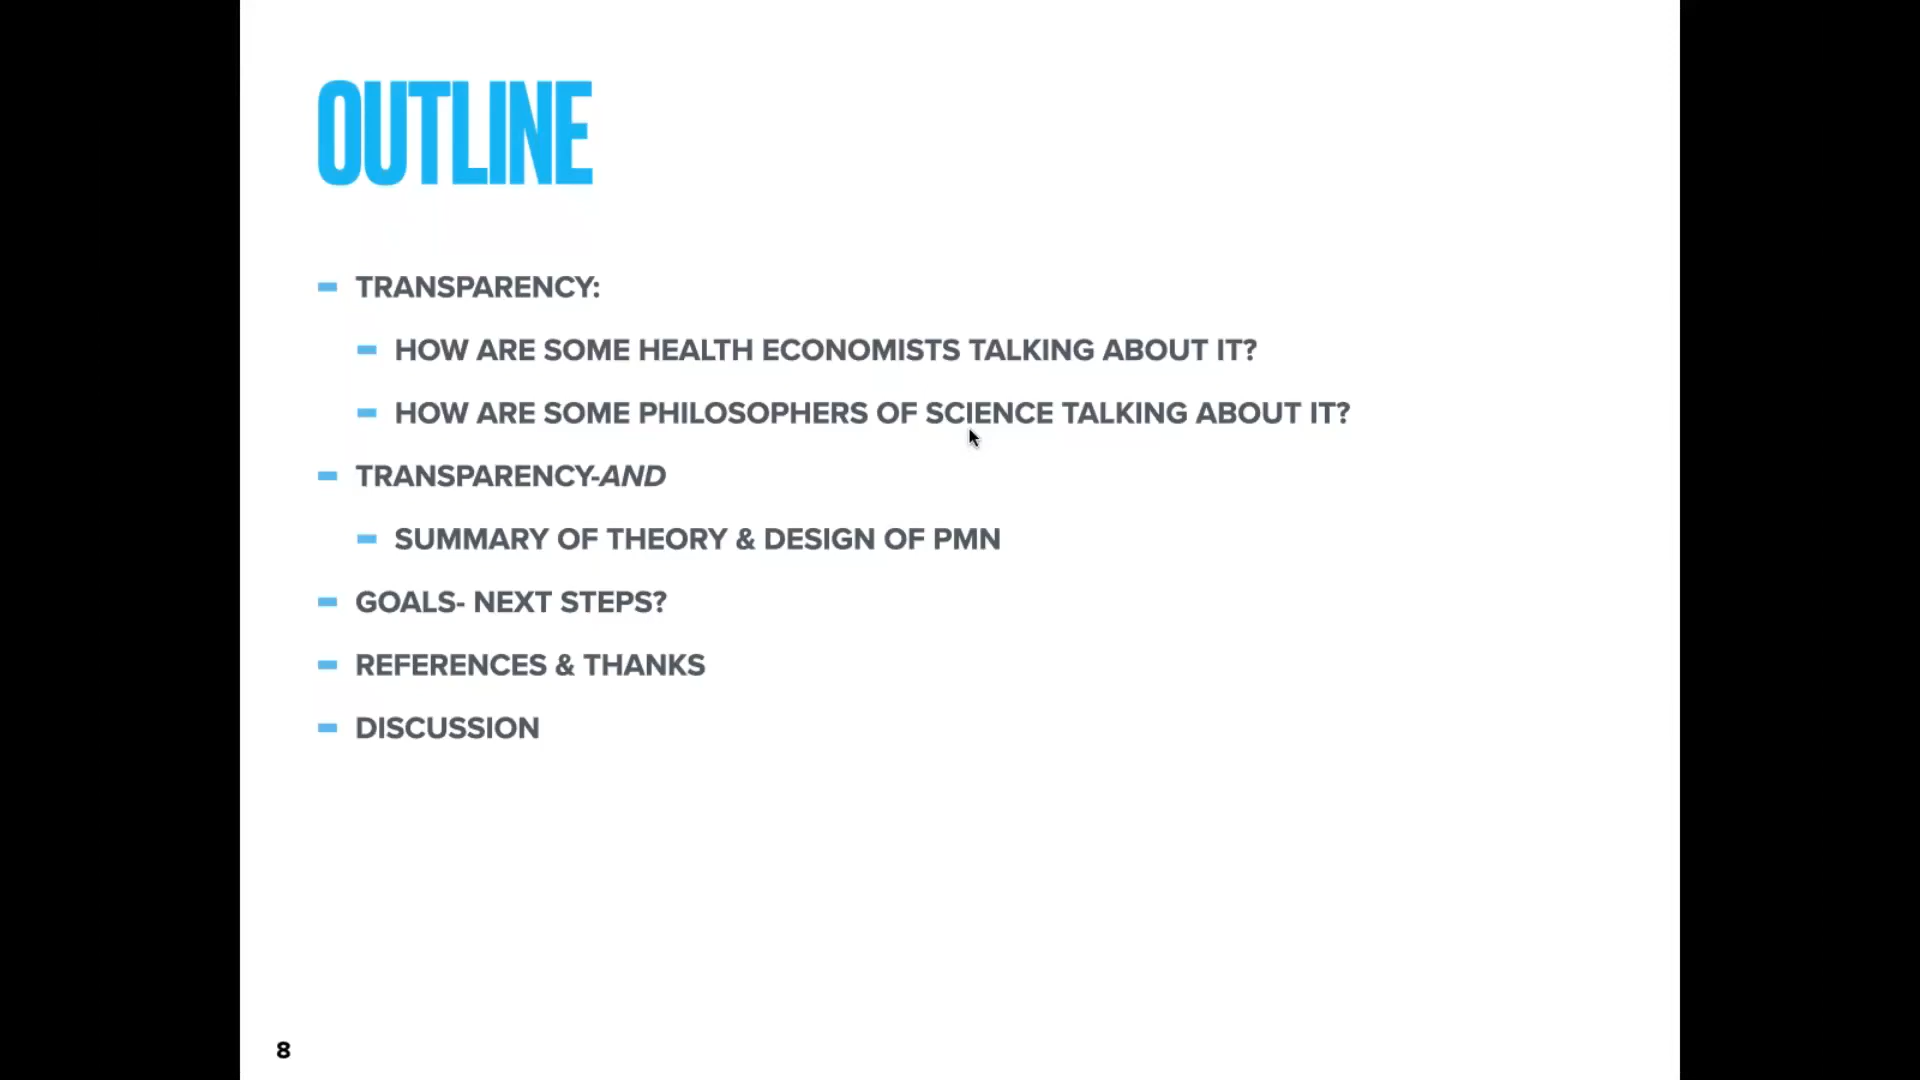 OUTLINE
TRANSPARENCY:
HOW ARE SOME HEALTH ECONOMISTS TALKING ABOUT IT?
HOW ARE SOME PHILOSOPHERS OF SCIENCE TALKING ABOUT IT?
TRANSPARENCY-AND
SUMMARY OF THEORY & DESIGN OF PMN
GOALS- NEXT STEPS?
REFERENCES & THANKS
DISCUSSION
8